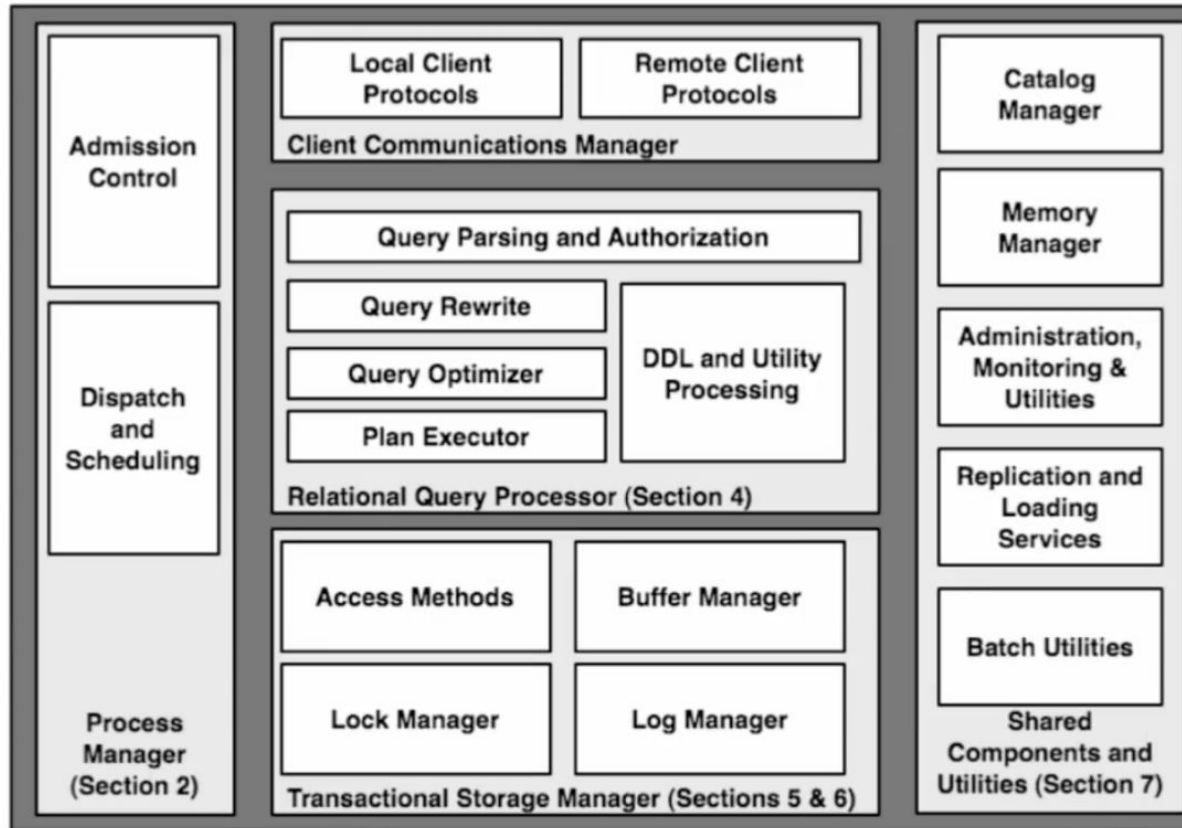 Admission
Control
Dispatch
and
Scheduling
Process
Manager
(Section 2)
Local Client
Protocols
Remote Client
Protocols
Client Communications Manager
Query Parsing and Authorization
Query Rewrite
Query Optimizer
Plan Executor
DDL and Utility
Processing
Relational Query Processor (Section 4)
Access Methods
Buffer Manager
Lock Manager
Log Manager
Transactional Storage Manager (Sections 5 & 6)
Catalog
Manager
Memory
Manager
Administration,
Monitoring &
Utilities
Replication and
Loading
Services
Batch Utilities
Shared
Components and
Utilities (Section 7)